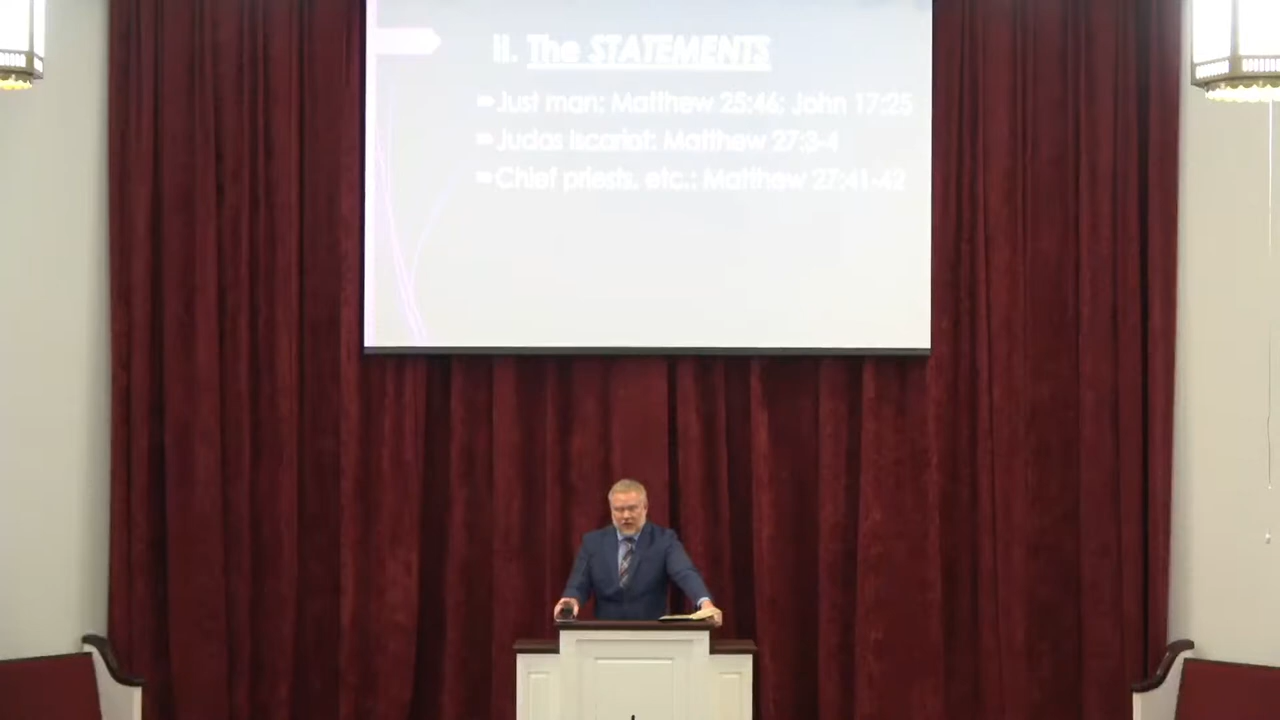 II. The STATEMENTS
Just man: Matthew 25:46; John 17:25
Judas Iscariot: Matthew 27:3-4
Chief priests, etc.: Matthew 27:41-42